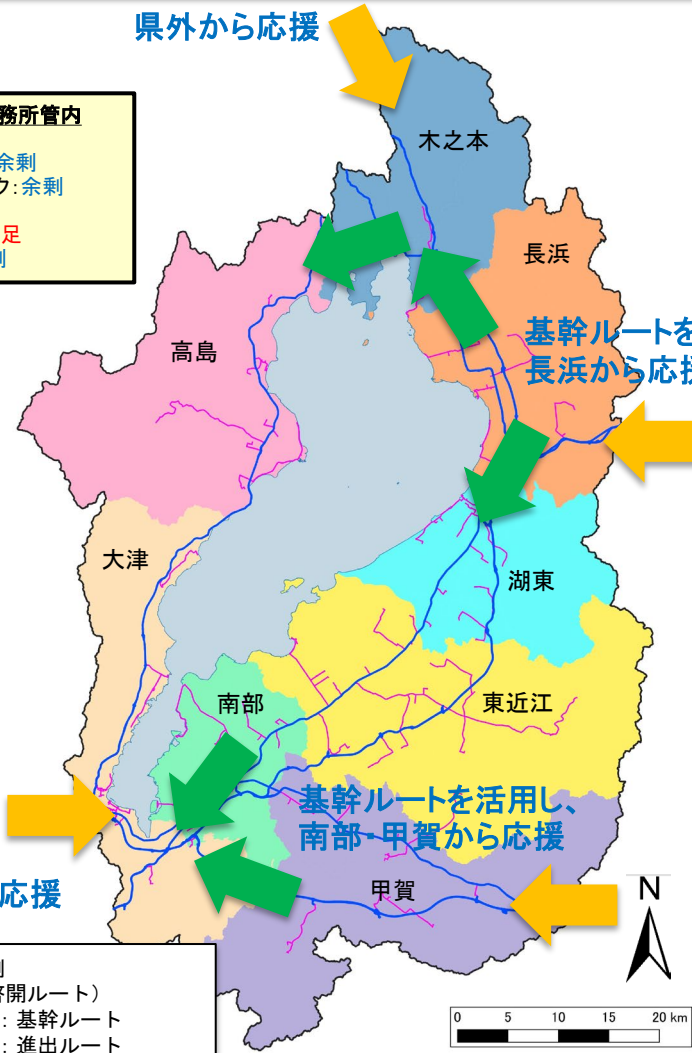 県外から応援
務所管内
余剰
ク：余剰
足
木之本
長浜
高島
基幹ルートを
長浜から応援
大津
湖東
南部
東近江
基幹ルートを活用し、
南部・甲賀から応援
応援
甲賀
N
啓開ルート）
：基幹ルート
：進出ルート
0 5 10 15 20 km